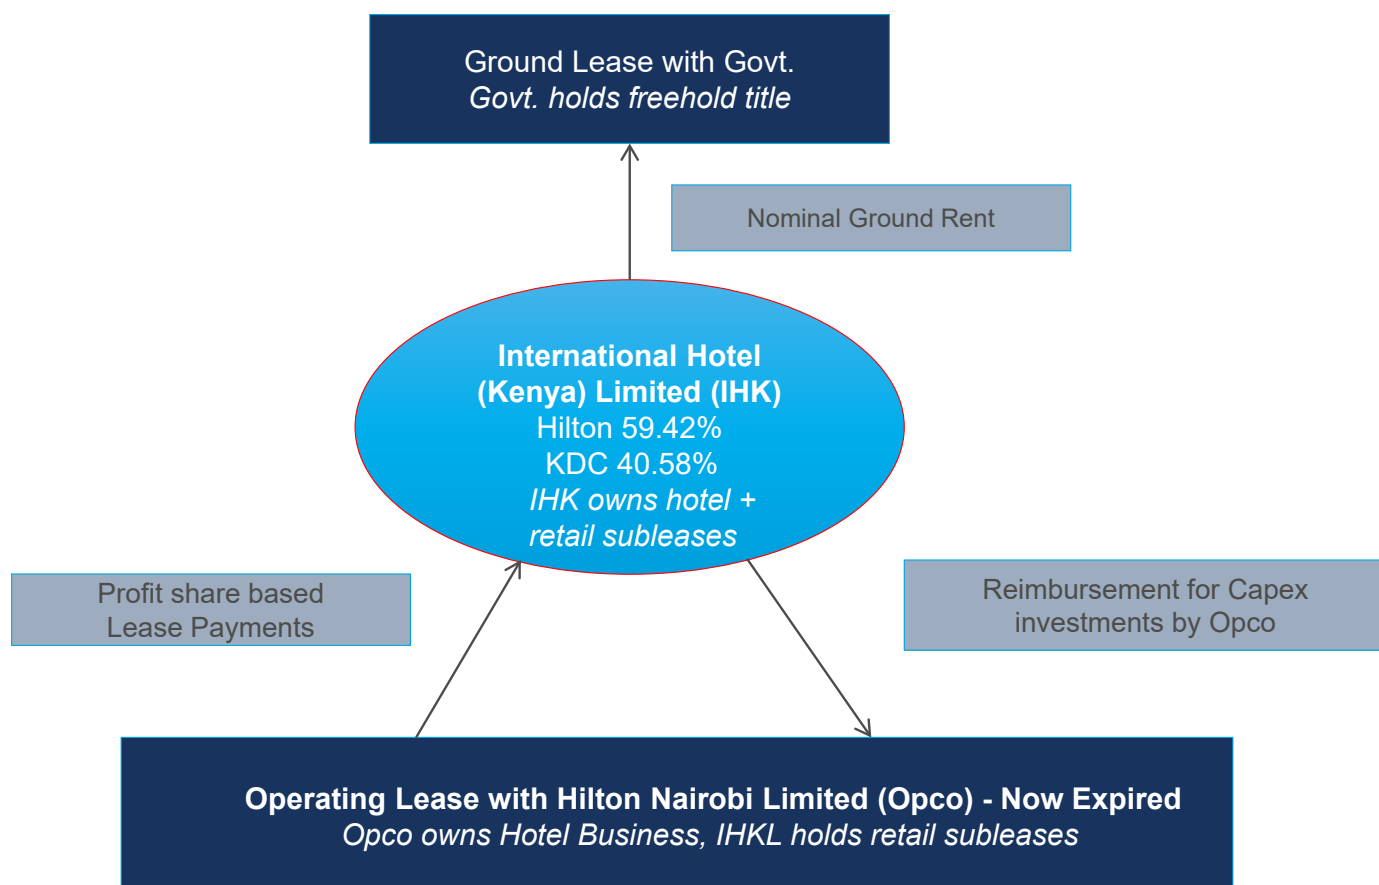 Ground Lease with Govt.
Govt. holds freehold title
Nominal Ground Rent
International Hotel
(Kenya) Limited (IHK)
Hilton 59.42%
KDC 40.58%
IHK owns hotel +
retail subleases
Profit share based
Lease Payments
Reimbursement for Capex
investments by Opco
Operating Lease with Hilton Nairobi Limited (Opco) - Now Expired
Opco owns Hotel Business, IHKL holds retail subleases